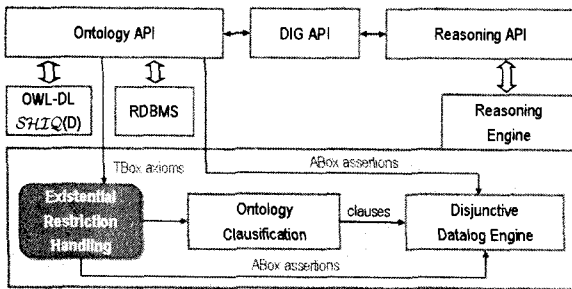 Ontology API
DIG API
Reasoning API
OWL-DL
SHIQ(D)
RDBMS
Reasoning
Engine
TBox axioms
ABox assertions
Existential
Restriction
Handling
Ontology
Clausification
clauses
Disjunctive
Datalog Engine
ABox assertions